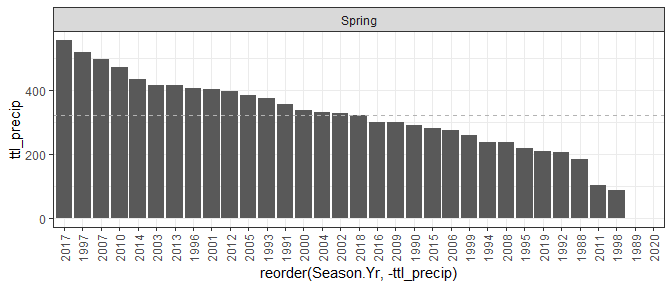 Spring
ttl_precip
400
200
0
2017 1997 2007 2010 2014 2003 2013 1996 2001 2012 2005 1993 1991 2000 2004 2002 2018 2016 2009 1990 2015 2006 1999 1994 2008 1995 2019 1992 1988 2011 1998 1989 2020
reorder(Season.Yr, -ttl_precip)